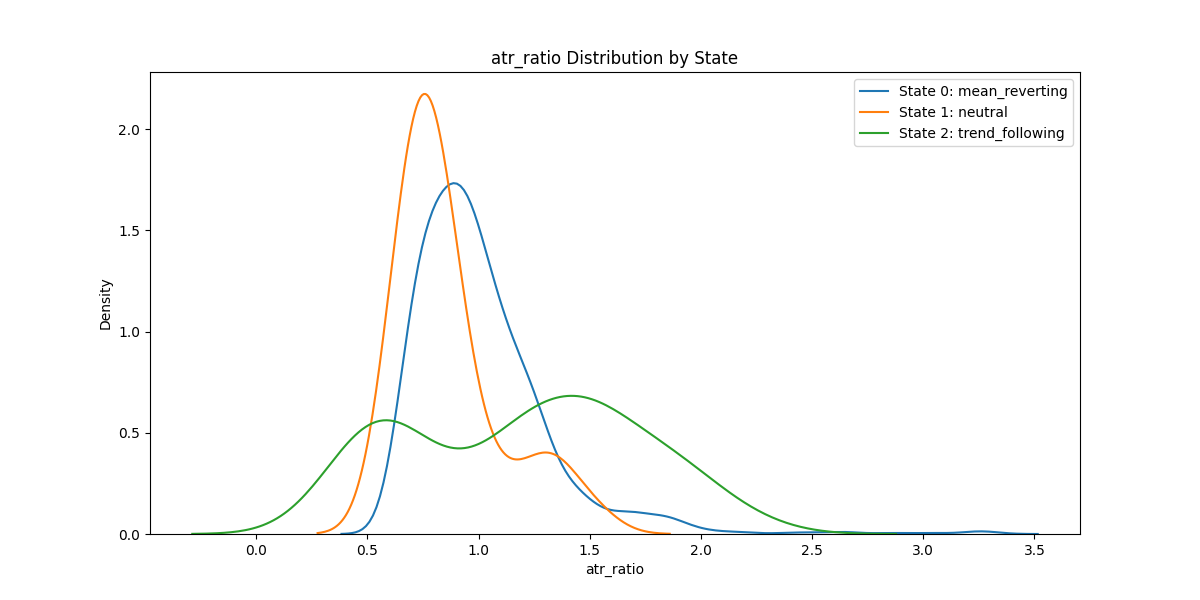 atr_ratio Distribution by State
State 0: mean_reverting
State 1: neutral
State 2: trend_following
Density
2.0
1.5
1.0
0.5
0.0
0.0 0.5 1.0 1.5 2.0 2.5 3.0 3.5
atr_ratio